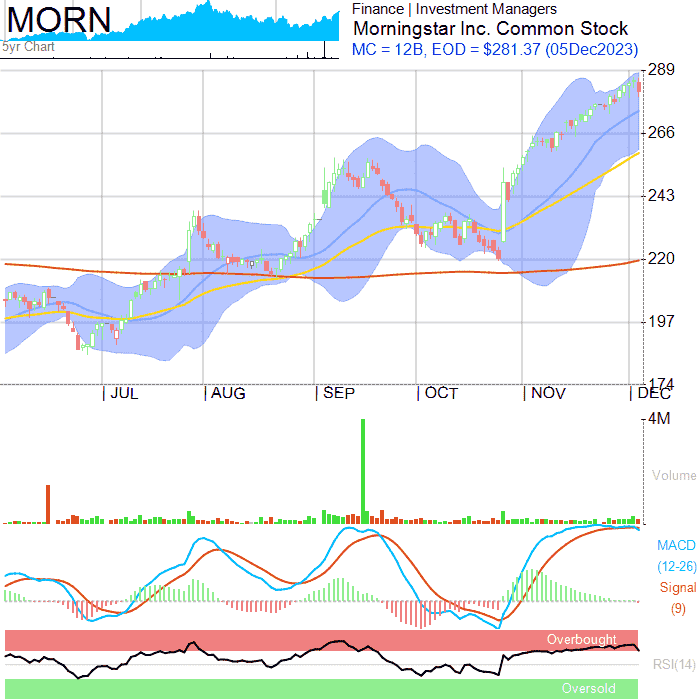 MORN
5yr Chart
Finance | Investment Managers
Morningstar Inc. Common Stock
MC = 12B, EOD = $281.37 (05Dec2023)
289
266
243
220
197
174
JUL AUG SEP OCT NOV DEC
4M
Volume
MACD
(12-26)
Signal
(9)
Overbought
RSI(14)
Oversold